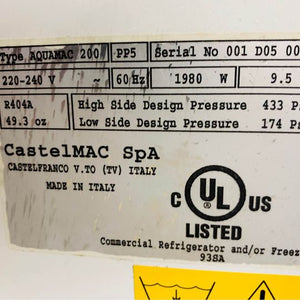 Type AQUAMAC 200 PP5 Serial No 001 D05 00
220-240 V ~ 60 Hz 1980 W 9.5
R404A High Side Design Pressure 433 P
49.3 oz Low Side Design Pressure 174 Ps
CastelMAC SpA
CASTELFRANCO V.TO (TV) ITALY
MADE IN ITALY
C UL ® US
LISTED
Commercial Refrigerator and/or Freez
93SA